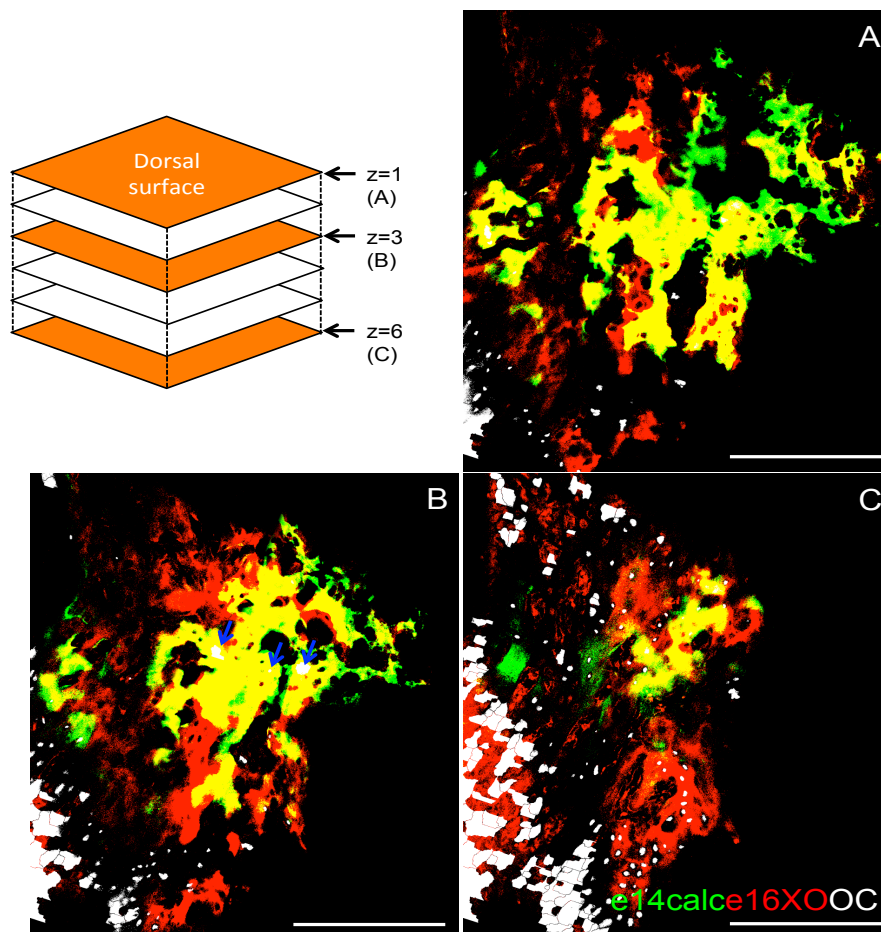 Dorsal
surface
z=1
(A)
z=3
(B)
z=6
(C)
A
B
C
e14calce16XOOC